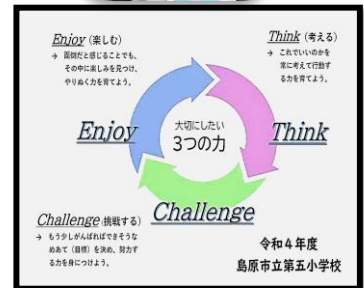 Enjoy (楽しむ)
→ 面倒だと感じることでも、
その中に楽しみを見つけ、
やりぬく力を育てよう。
Think (考える)
→ これでいいのかを
常に考えて行動す
る力を育てよう。
Enjoy
大切にしたい
3つの力
Think
Challenge
Challenge(挑戦する)
→ もう少しがんばればできそうな
めあて(目標)を決め、努力す
る力を身につけよう。
令和4年度
島原市立第五小学校